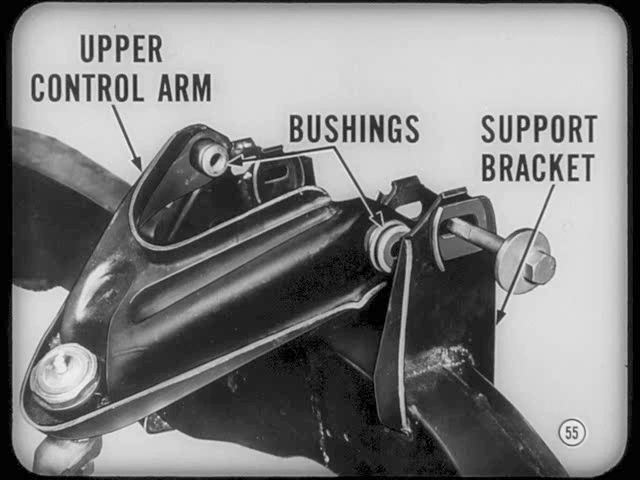 UPPER
CONTROL ARM
BUSHINGS
SUPPORT
BRACKET
55